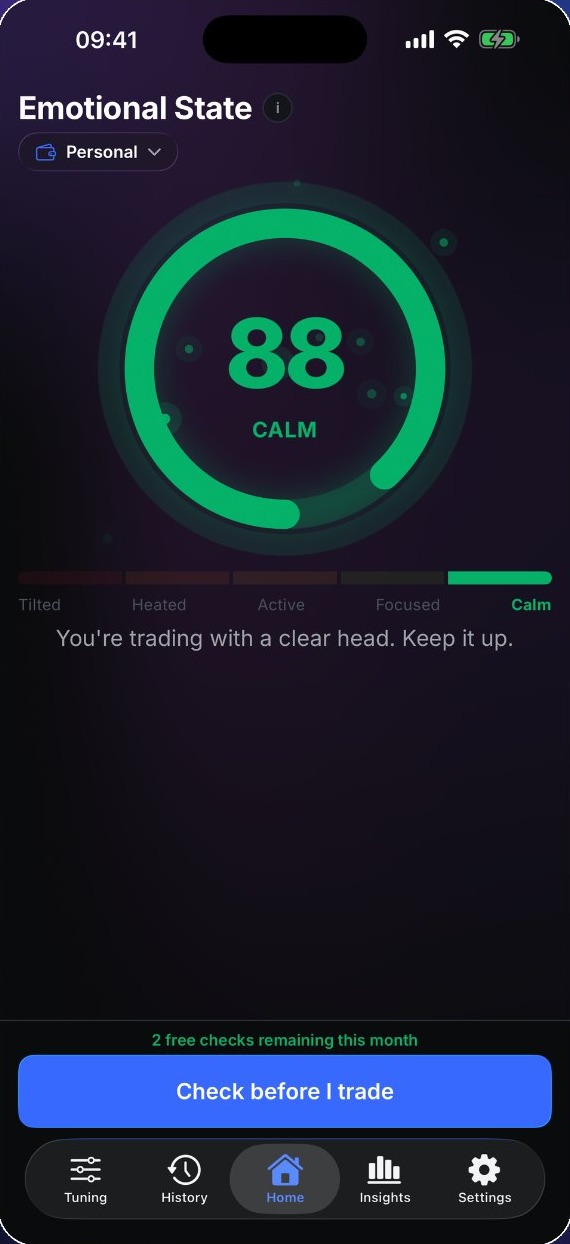 09:41
Emotional State i
Personal
88
CALM
Tilted Heated Active Focused Calm
You're trading with a clear head. Keep it up.
2 free checks remaining this month
Check before I trade
Tuning History Home Insights Settings